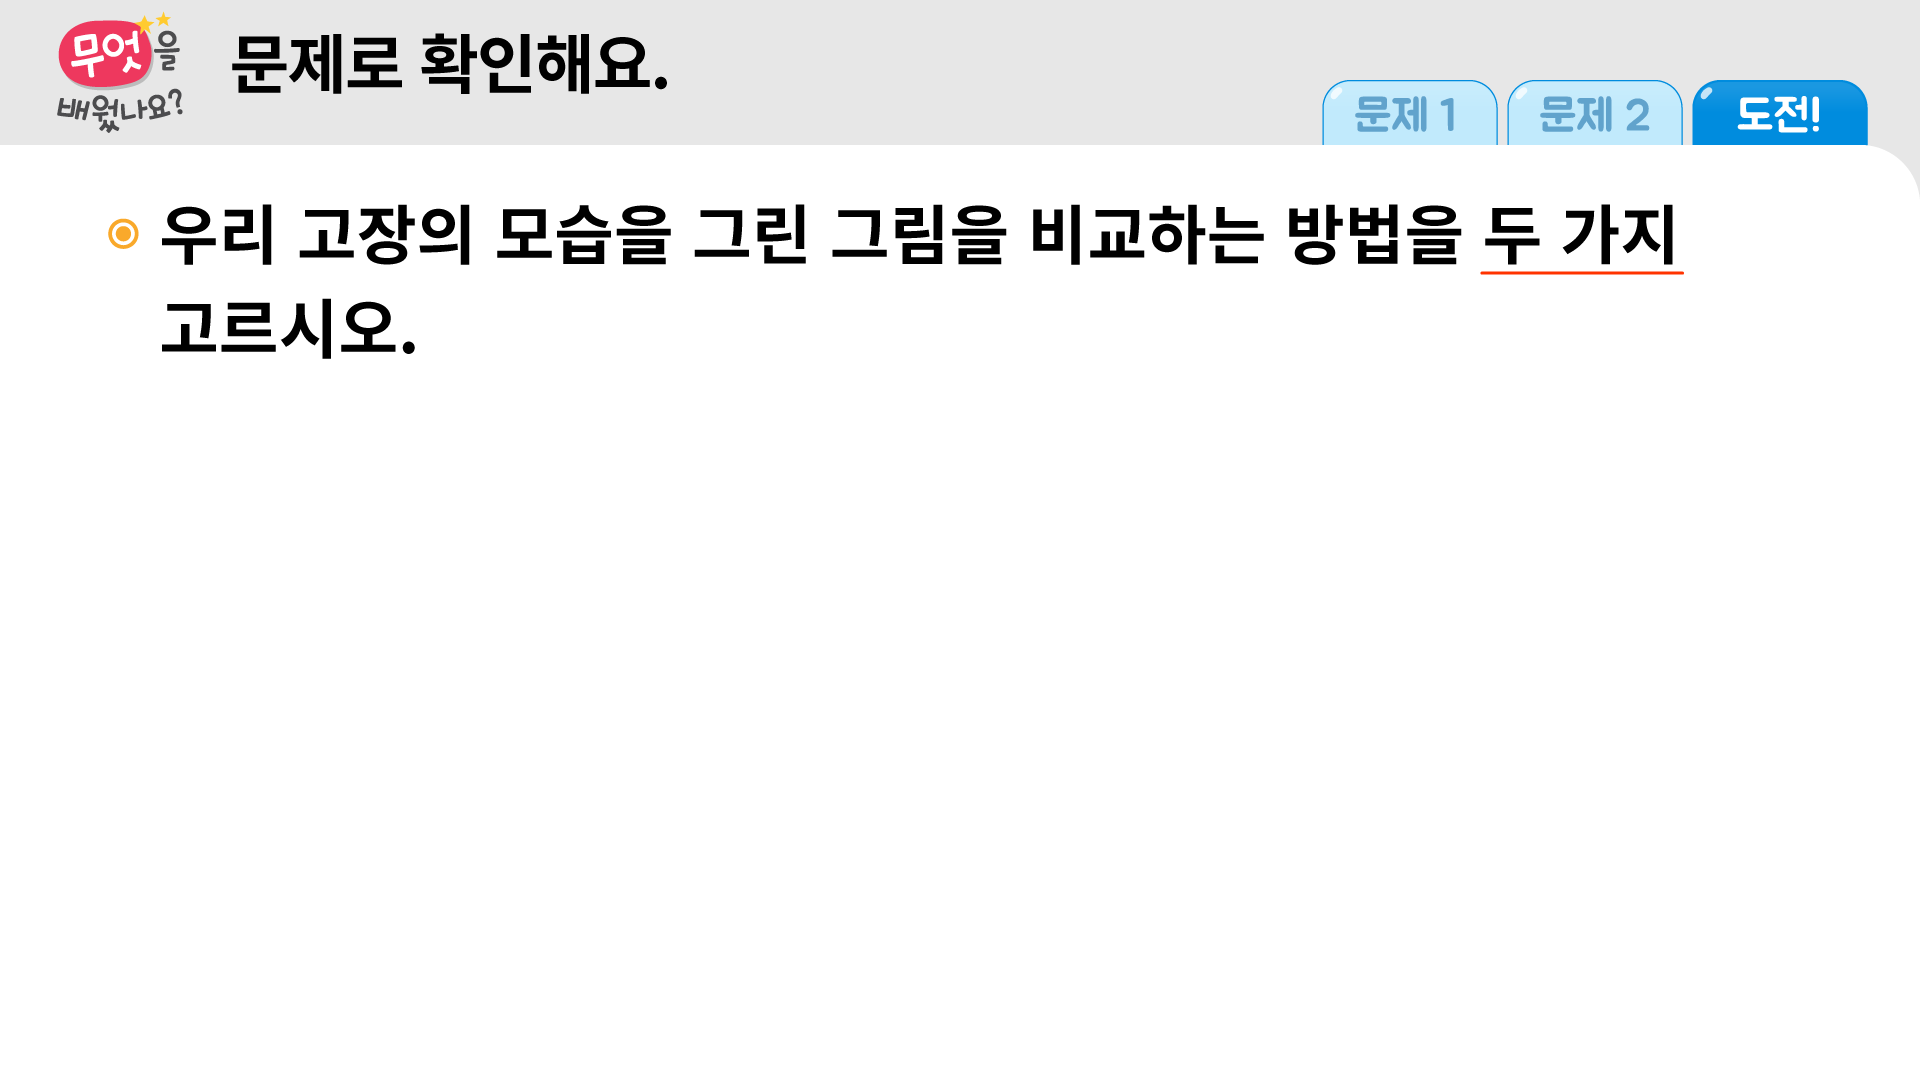 무엇을
배웠나요?
문제로 확인해요.
문제 1
문제 2
도전!
우리 고장의 모습을 그린 그림을 비교하는 방법을 두 가지
고르시오.